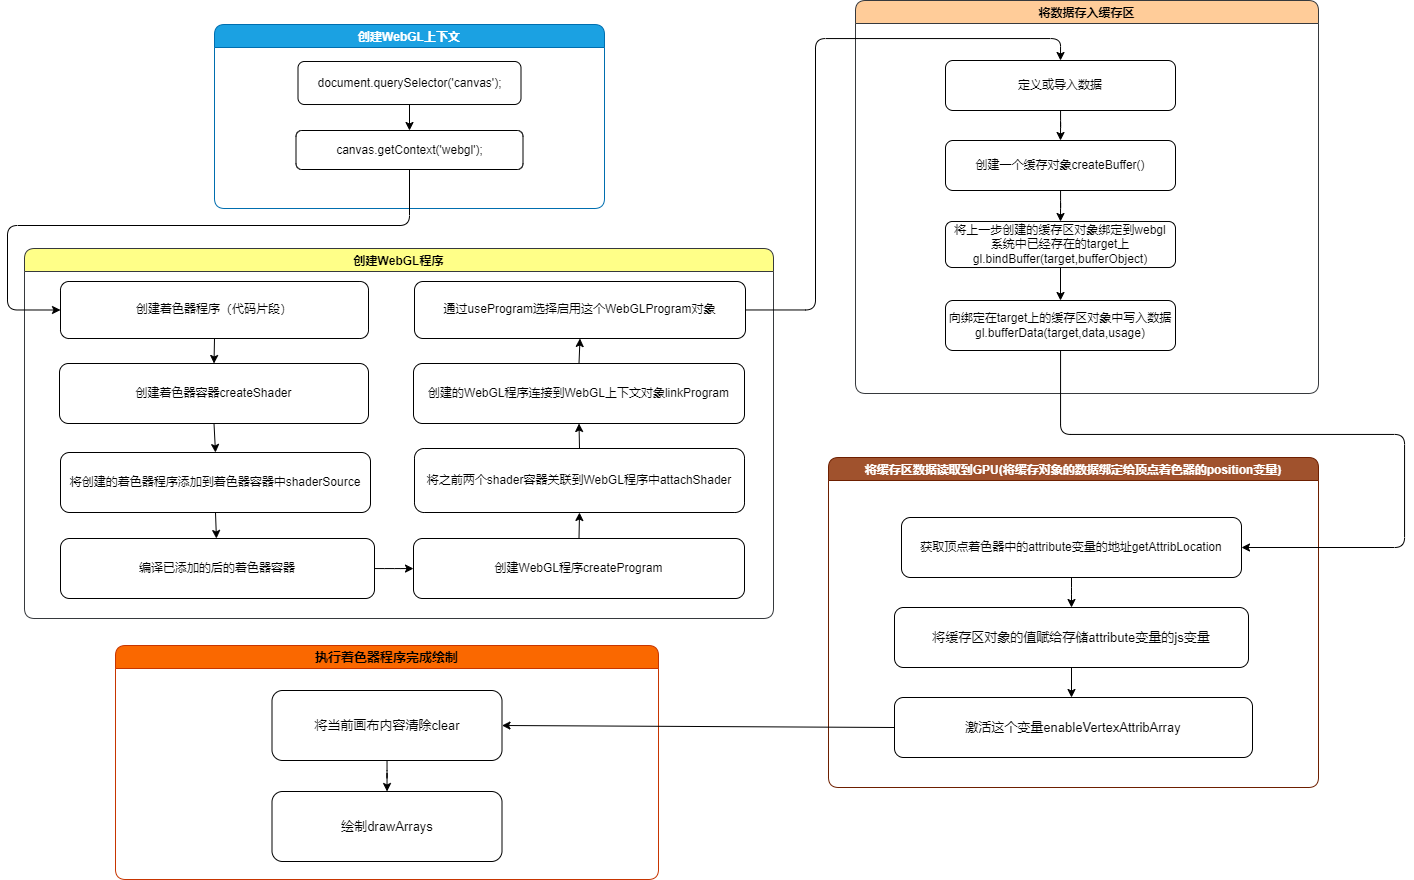 创建WebGL上下文
document.querySelector('canvas');
canvas.getContext('webgl');
创建WebGL程序
创建着色器程序（代码片段）
创建着色器容器createShader
将创建的着色器程序添加到着色器容器中shaderSource
编译已添加的后的着色器容器
创建WebGL程序createProgram
将之前两个shader容器关联到WebGL程序中attachShader
创建的WebGL程序连接到WebGL上下文对象linkProgram
通过useProgram选择启用这个WebGLProgram对象
将数据存入缓存区
定义或导入数据
创建一个缓存对象createBuffer()
将上一步创建的缓存区对象绑定到webgl
系统中已经存在的target上
gl.bindBuffer(target,bufferObject)
向绑定在target上的缓存区对象中写入数据
gl.bufferData(target,data,usage)
将缓存区数据读取到GPU(将缓存对象的数据绑定给顶点着色器的position变量)
获取顶点着色器中的attribute变量的地址getAttribLocation
将缓存区对象的值赋给存储attribute变量的js变量
激活这个变量enableVertexAttribArray
执行着色器程序完成绘制
将当前画布内容清除clear
绘制drawArrays